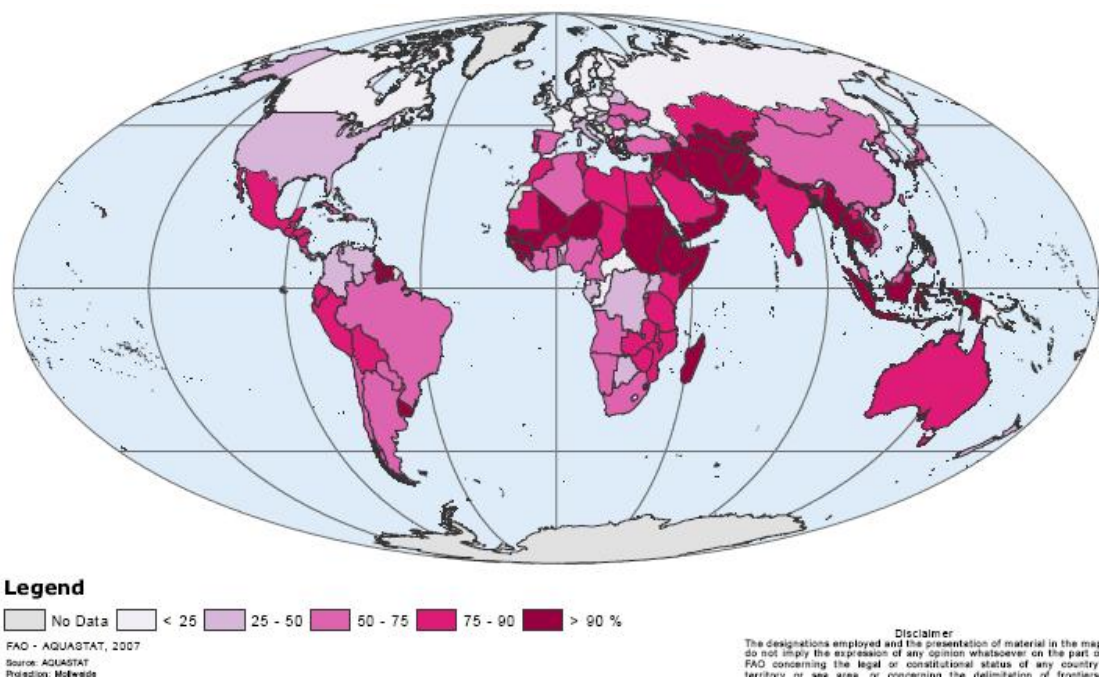 Legend
No Data < 25 25 - 50 50 - 75 75 - 90 > 90 %
FAO - AQUASTAT, 2007
Source: AQUASTAT
Projection: Mollweide
Disclaimer
The designations employed and the presentation of material in the map
do not imply the expression of any opinion whatsoever on the part o
FAO concerning the legal or constitutional status of any country
territory or sea area, or concerning the delimitation of frontiers